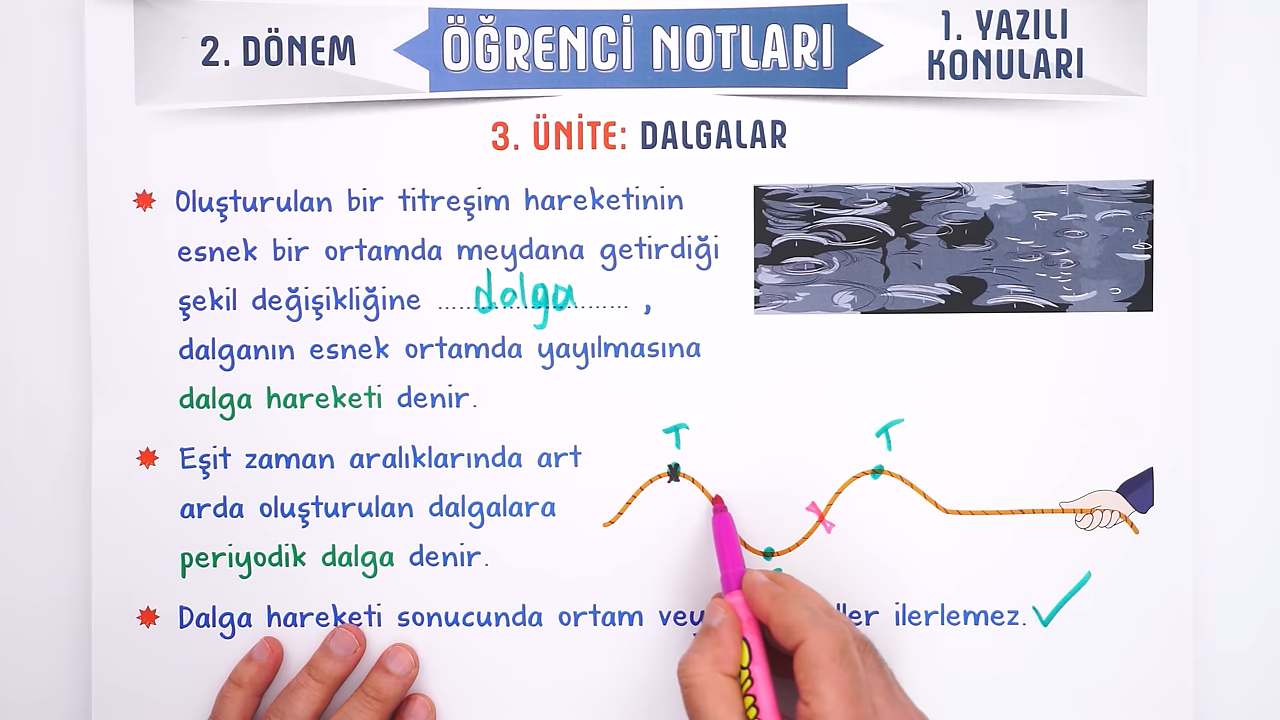 2. DÖNEM
ÖĞRENCİ NOTLARI
1. YAZILI
KONULARI
3. ÜNİTE: DALGALAR
Oluşturulan bir titreşim hareketinin
esnek bir ortamda meydana getirdiği
şekil değişikliğine ......dalga...... ,
dalganın esnek ortamda yayılmasına
dalga hareketi denir.
T
T
Eşit zaman aralıklarında art
arda oluşturulan dalgalara
periyodik dalga denir.
Dalga hareketi sonucunda ortam ilerlemez.